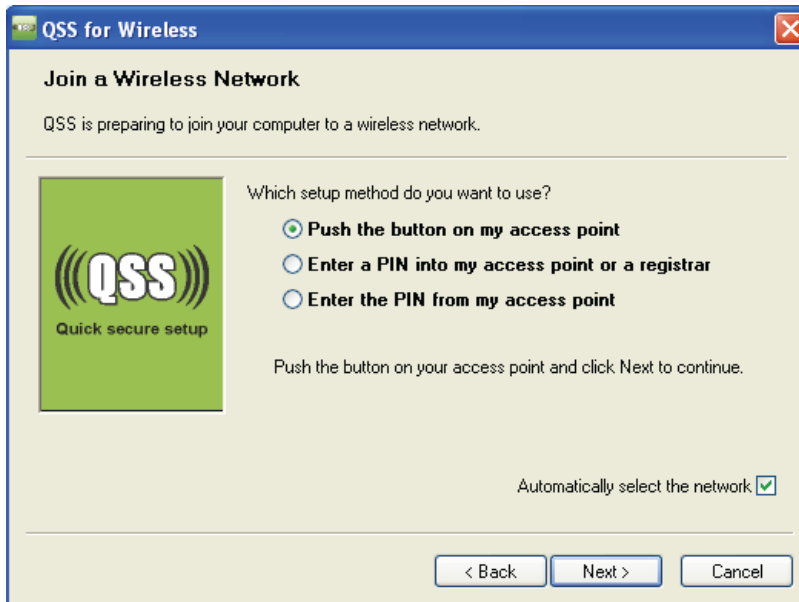 QSS for Wireless
Join a Wireless Network
QSS is preparing to join your computer to a wireless network.
Which setup method do you want to use?
Push the button on my access point
Enter a PIN into my access point or a registrar
Enter the PIN from my access point
(((QSS)))
Quick secure setup
Push the button on your access point and click Next to continue.
Automatically select the network
< Back
Next >
Cancel